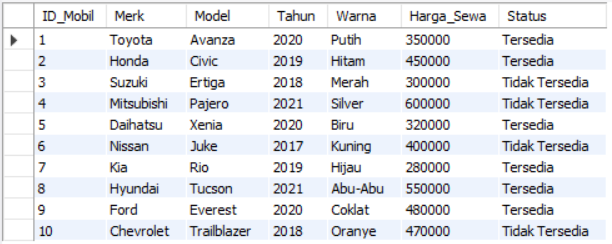 ID_Mobil Merk Model Tahun Warna Harga_Sewa Status
1 Toyota Avanza 2020 Putih 350000 Tersedia
2 Honda Civic 2019 Hitam 450000 Tersedia
3 Suzuki Ertiga 2018 Merah 300000 Tidak Tersedia
4 Mitsubishi Pajero 2021 Silver 600000 Tidak Tersedia
5 Daihatsu Xenia 2020 Biru 320000 Tersedia
6 Nissan Juke 2017 Kuning 400000 Tidak Tersedia
7 Kia Rio 2019 Hijau 280000 Tersedia
8 Hyundai Tucson 2021 Abu-Abu 550000 Tersedia
9 Ford Everest 2020 Coklat 480000 Tersedia
10 Chevrolet Trailblazer 2018 Oranye 470000 Tidak Tersedia